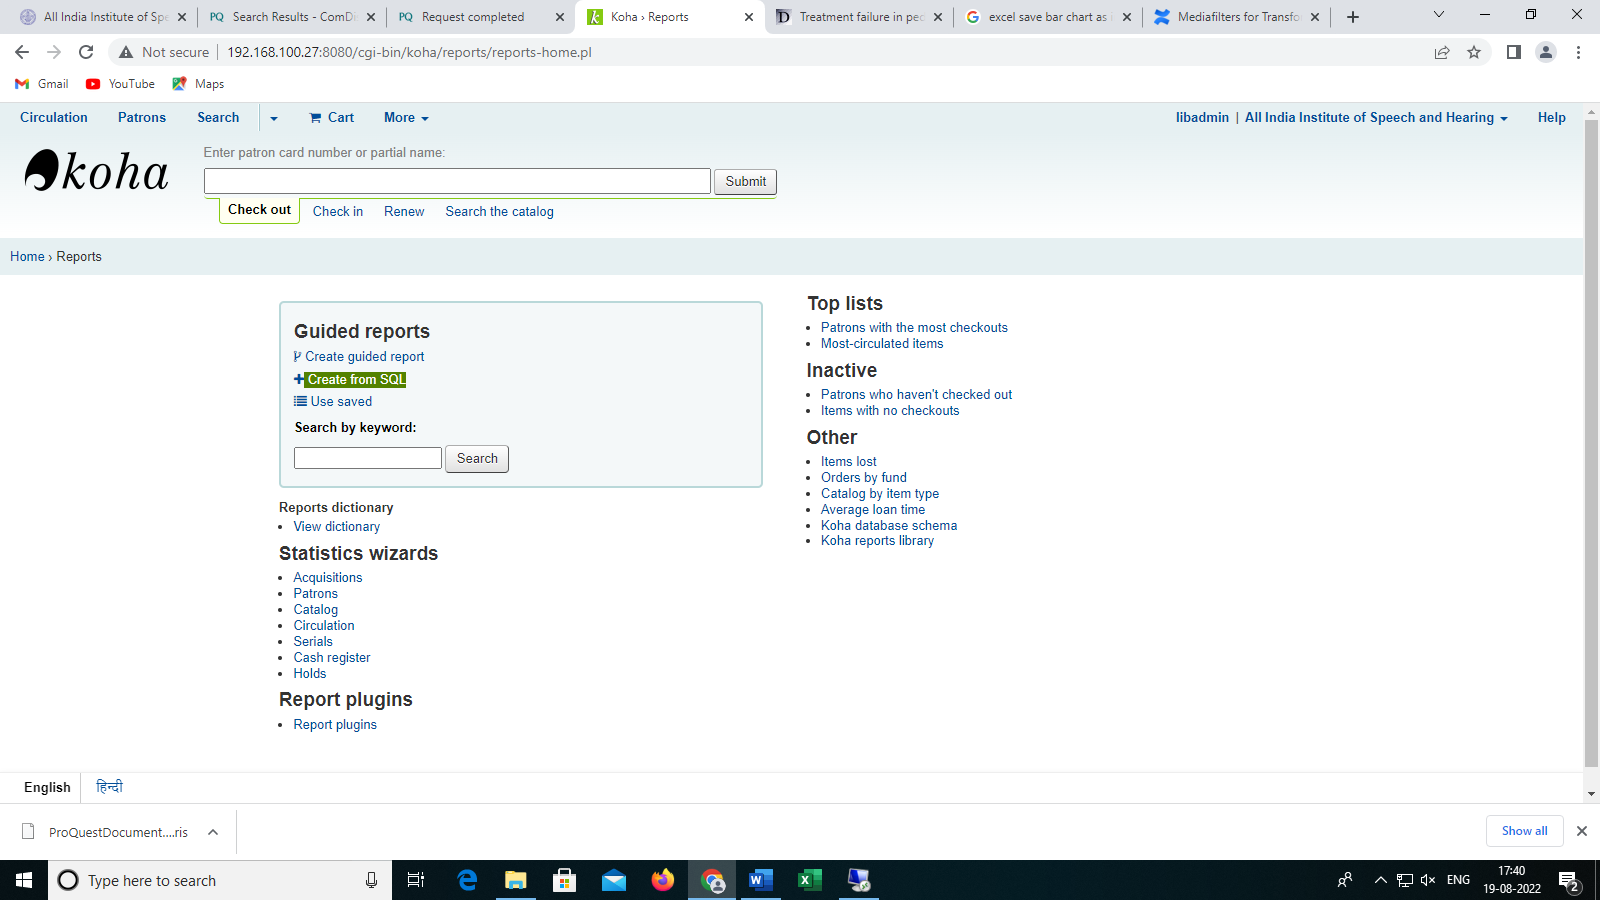 All India Institute of Spe
PQ Search Results - ComDi
PQ Request completed
Koha › Reports
Treatment failure in pec
excel save bar chart as i
Mediafilters for Transfo
Not secure 192.168.100.27:8080/cgi-bin/koha/reports/reports-home.pl
Gmail YouTube Maps
Circulation Patrons Search Cart More libadmin | All India Institute of Speech and Hearing Help
koha
Enter patron card number or partial name:
Submit
Check out Check in Renew Search the catalog
Home › Reports
Guided reports
Create guided report
Create from SQL
Use saved
Search by keyword:
Search
Reports dictionary
View dictionary
Statistics wizards
Acquisitions
Patrons
Catalog
Circulation
Serials
Cash register
Holds
Report plugins
Report plugins
Top lists
Patrons with the most checkouts
Most-circulated items
Inactive
Patrons who haven't checked out
Items with no checkouts
Other
Items lost
Orders by fund
Catalog by item type
Average loan time
Koha database schema
Koha reports library
English हिन्दी
ProQuestDocument....ris Show all
Type here to search
ENG
17:40
19-08-2022
2